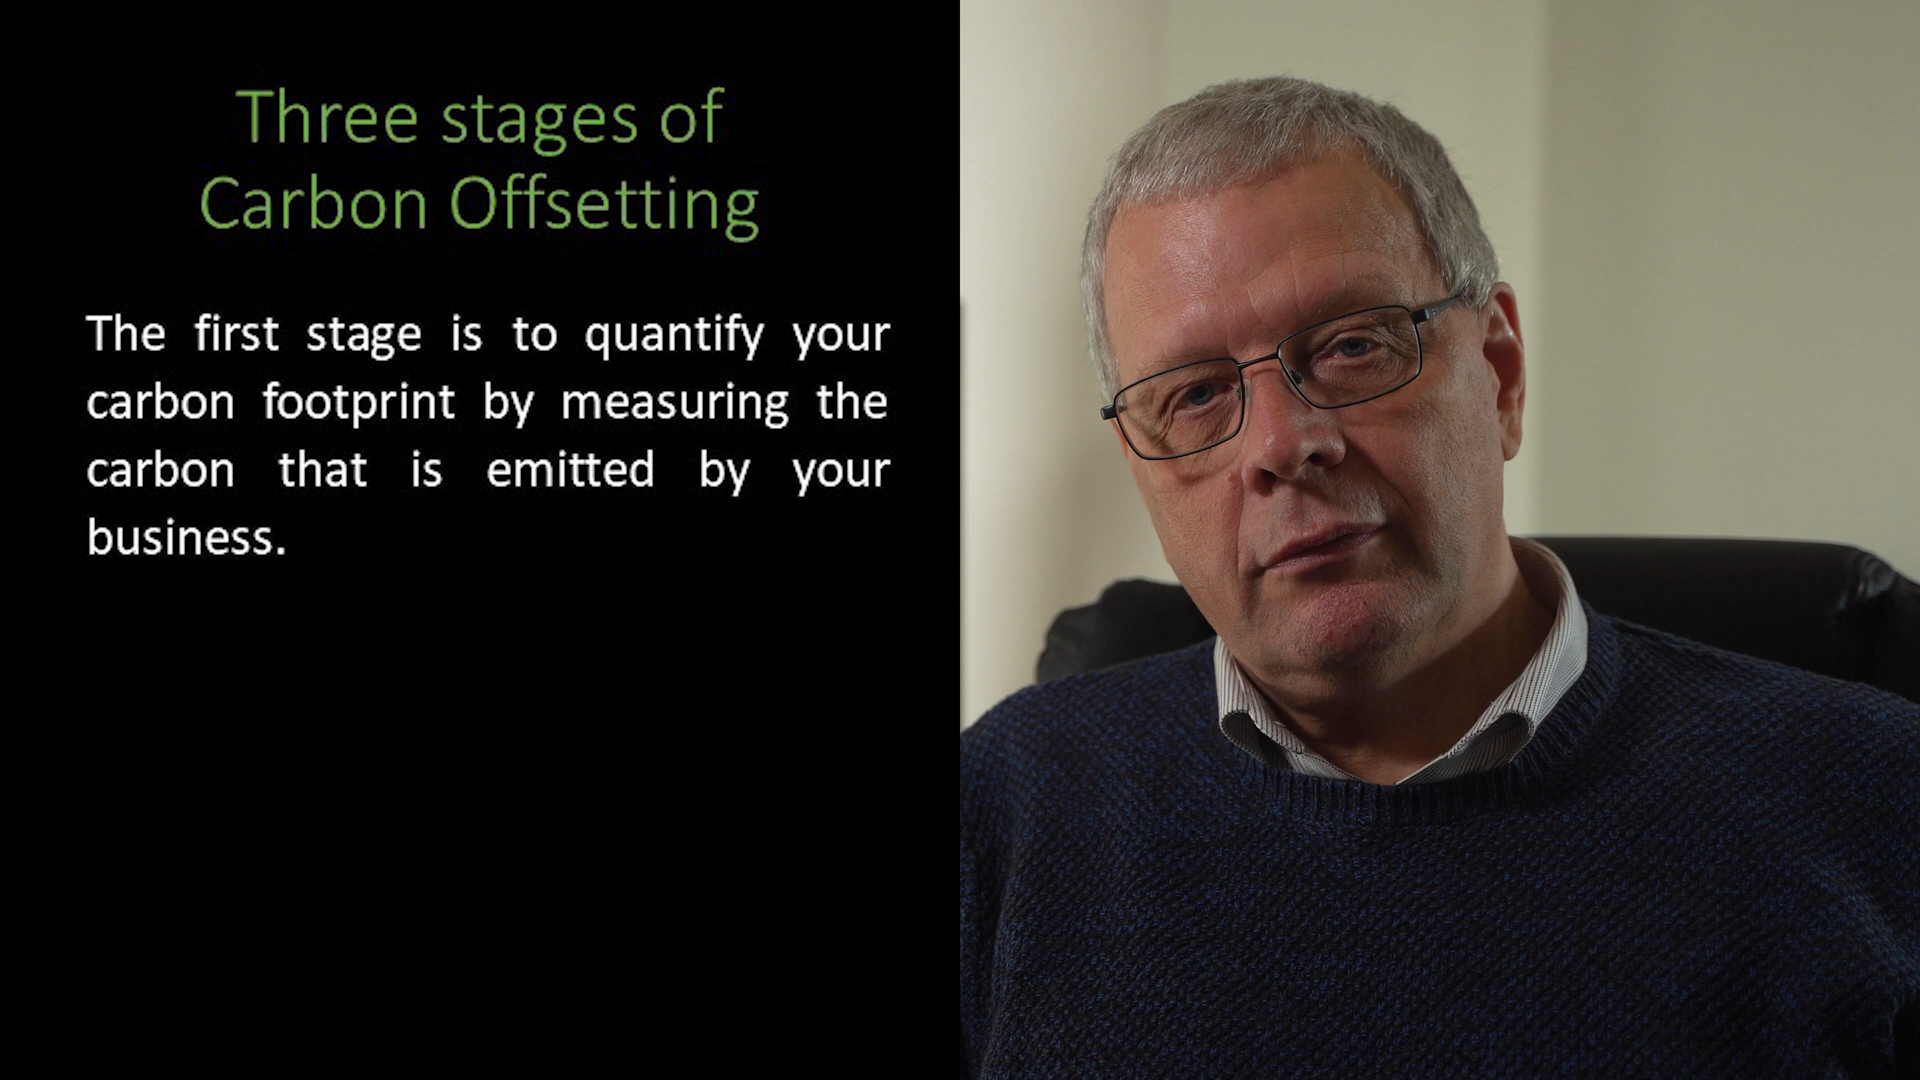 Three stages of
Carbon Offsetting
The first stage is to quantify your
carbon footprint by measuring the
carbon that is emitted by your
business.